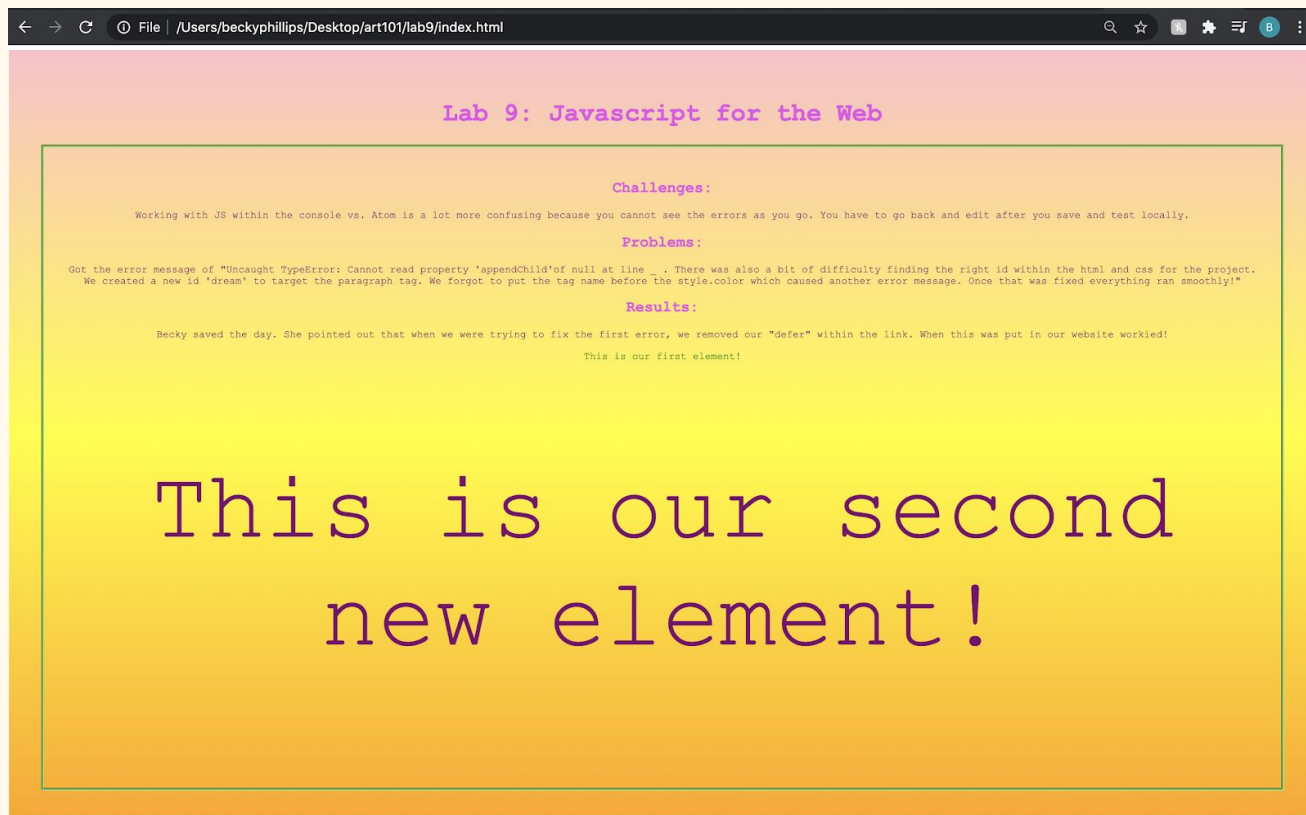 File | /Users/beckyphillips/Desktop/art101/lab9/index.html
B
Lab 9: Javascript for the Web
Challenges:
Working with JS within the console vs. Atom is a lot more confusing because you cannot see the errors as you go. You have to go back and edit after you save and test locally.
Problems:
Got the error message of "Uncaught TypeError: Cannot read property 'appendChild'of null at line _ . There was also a bit of difficulty finding the right id within the html and css for the project.
We created a new id 'dream' to target the paragraph tag. We forgot to put the tag name before the style.color which caused another error message. Once that was fixed everything ran smoothly!"
Results:
Becky saved the day. She pointed out that when we were trying to fix the first error, we removed our "defer" within the link. When this was put in our website workied!
This is our first element!
This is our second
new element!